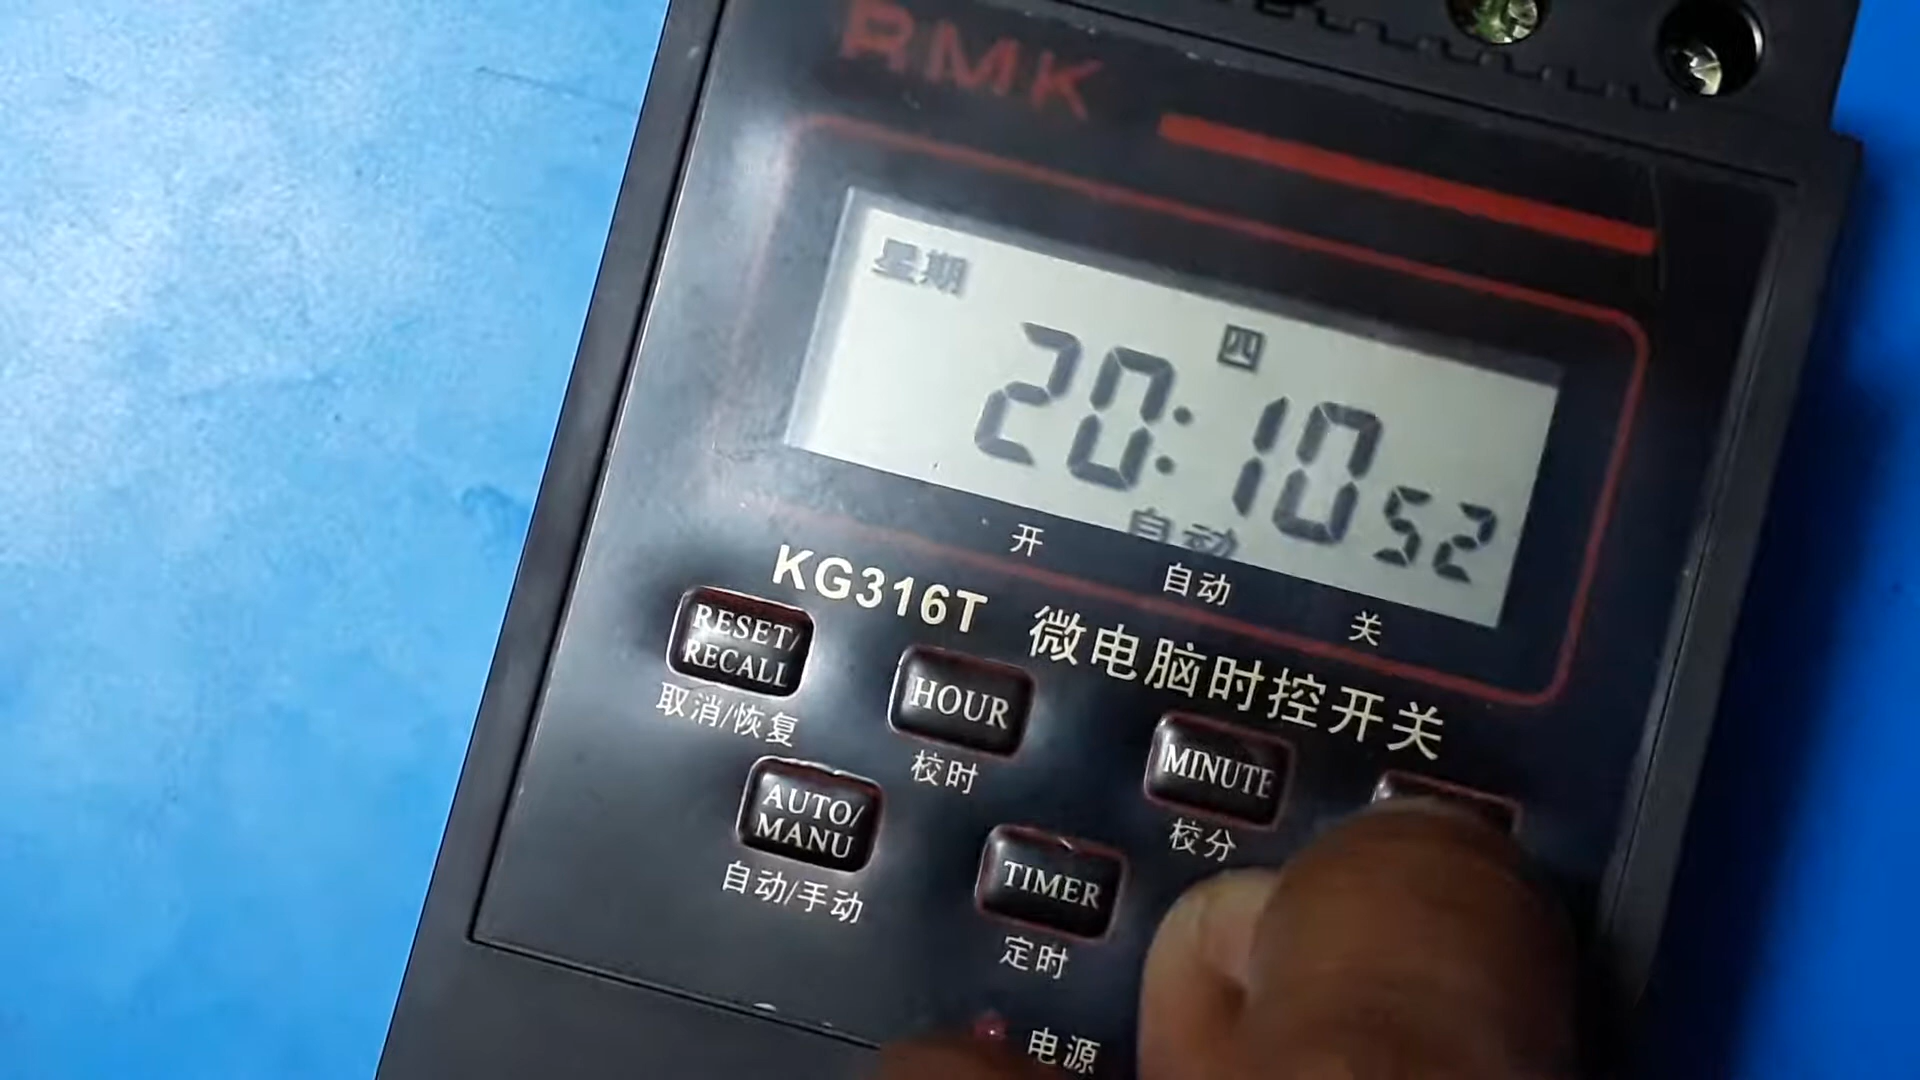 RMK
星期
四
20:10 52
自动
开 自动 关
KG316T 微电脑时控开关
RESET/
RECALL
取消/恢复
HOUR
校时
MINUTE
校分
AUTO/
MANU
自动/手动
TIMER
定时
电源